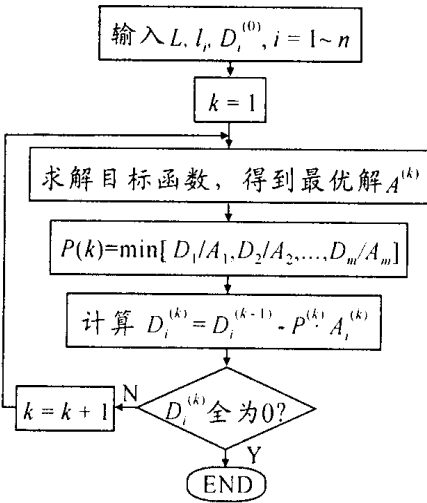 输入 L, l_i, D_i^{(0)}, i = 1~n
k = 1
求解目标函数，得到最优解 A^{(k)}
P(k)=min[ D_1/A_1, D_2/A_2, ..., D_m/A_m]
计算 D_i^{(k)} = D_i^{(k-1)} - P^{(k)}· A_i^{(k)}
D_i^{(k)} 全为0?
N
k = k + 1
Y
END